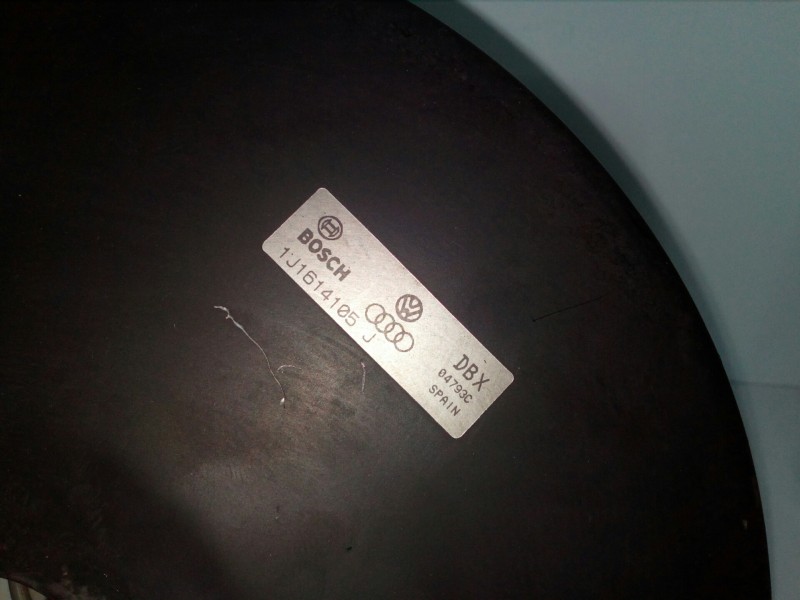 BOSCH
1J1614105 J
DBX
04793C
SPAIN